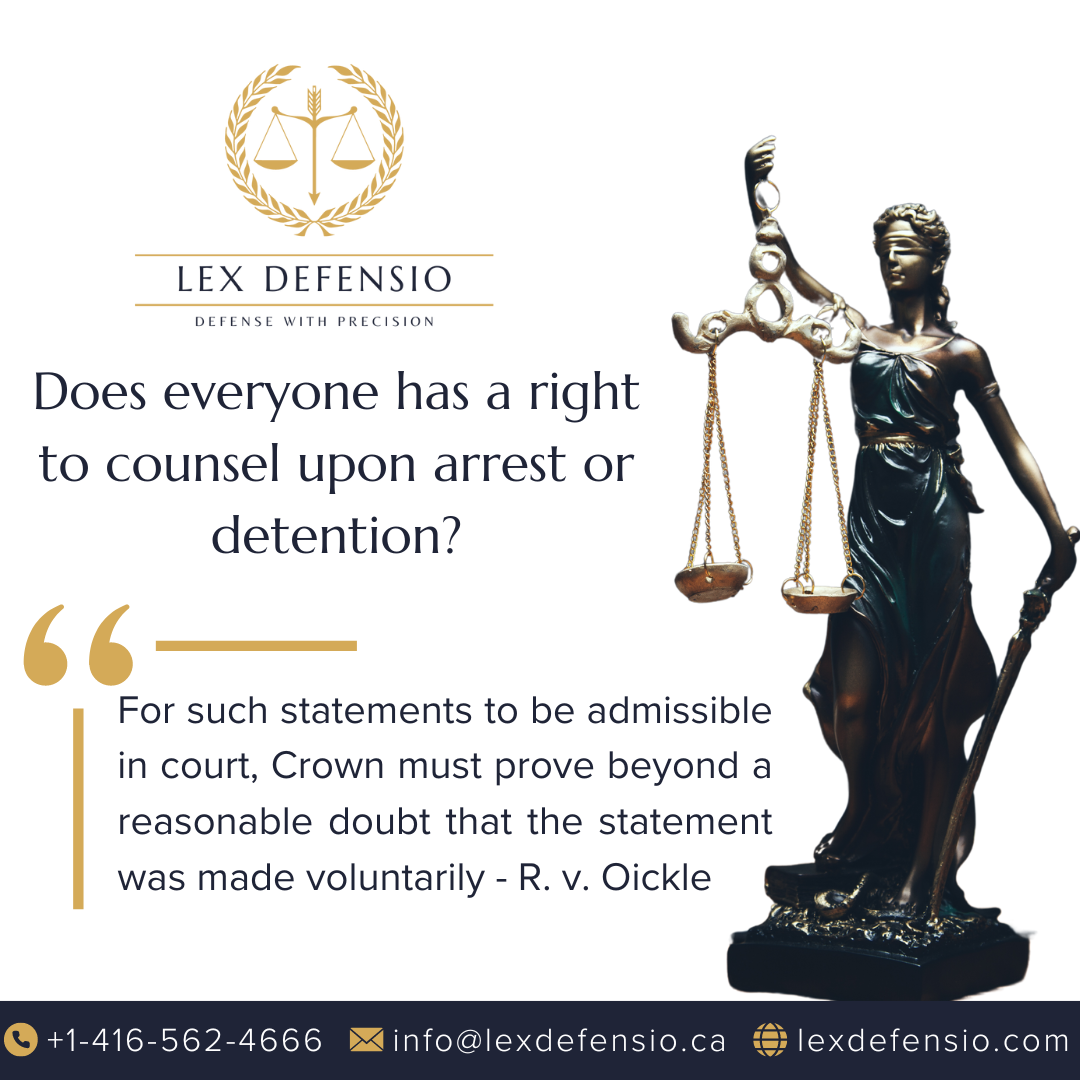 LEX DEFENSIO
DEFENSE WITH PRECISION
Does everyone has a right
to counsel upon arrest or
detention?
“
For such statements to be admissible
in court, Crown must prove beyond a
reasonable doubt that the statement
was made voluntarily - R. v. Oickle
+1-416-562-4666 info@lexdefensio.ca lexdefensio.com